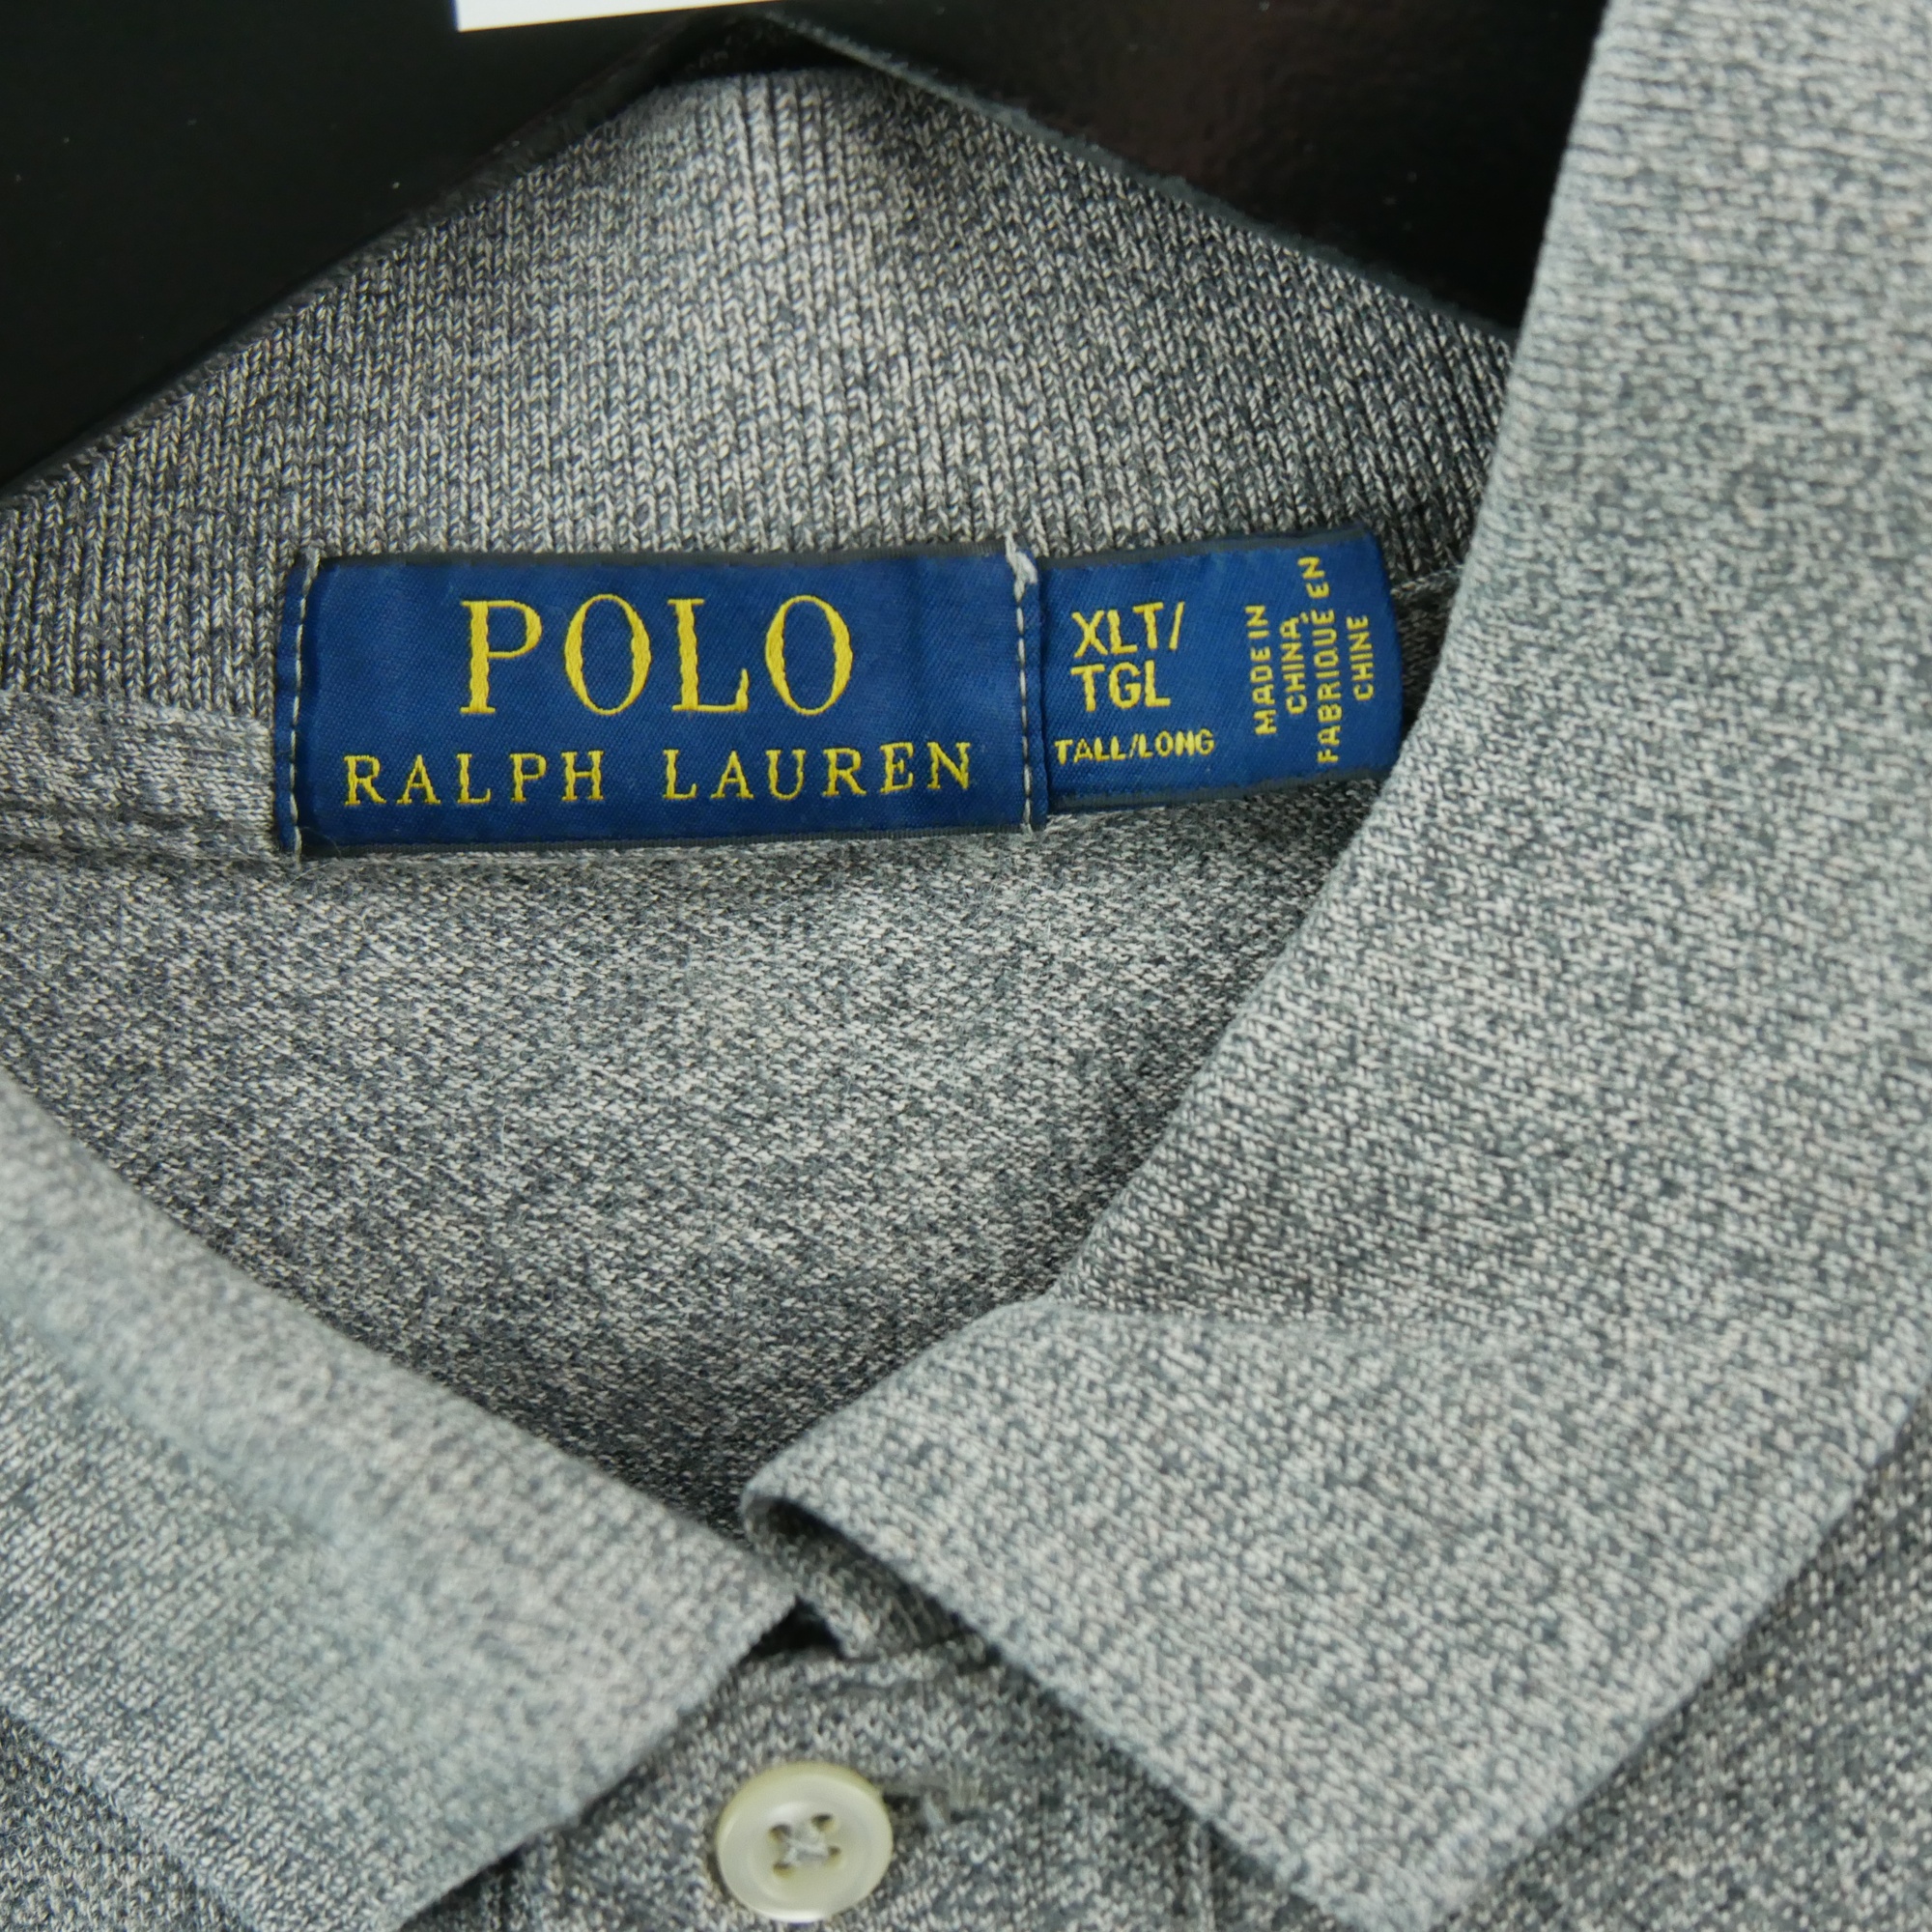 POLO
RALPH LAUREN
XLT/
TGL
TALL/LONG
MADE IN
CHINA
FABRIQUÉ EN
CHINE